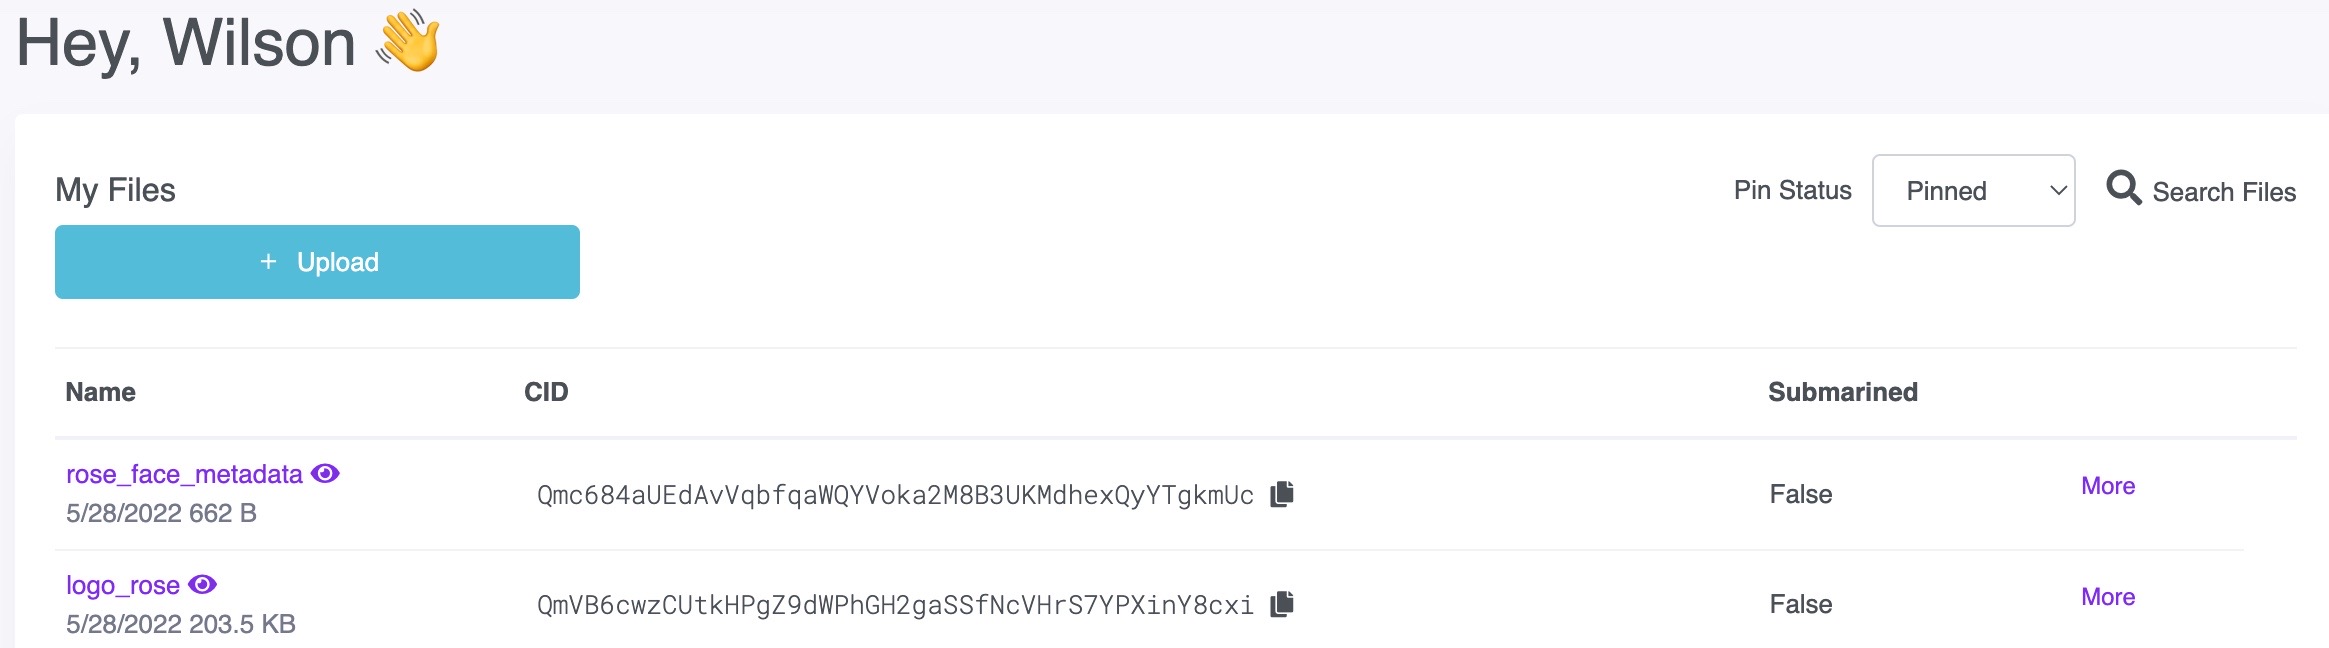 Hey, Wilson 👋
My Files
Pin Status Pinned Search Files
+ Upload
Name CID Submarined
rose_face_metadata
5/28/2022 662 B
Qmc684aUEdAvVqbfqaWQYVoka2M8B3UKMdhexQyYTgkmUc False More
logo_rose
5/28/2022 203.5 KB
QmVB6cwzCUtkHPgZ9dWPhGH2gaSSfNcVHrS7YPXinY8cxi False More